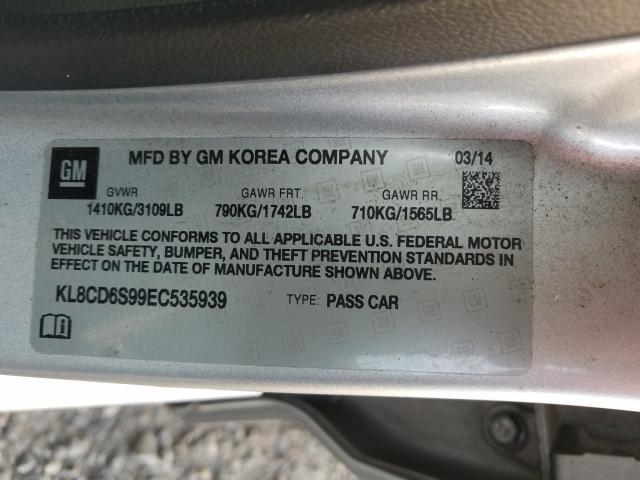 GM MFD BY GM KOREA COMPANY 03/14
GVWR GAWR FRT. GAWR RR.
1410KG/3109LB 790KG/1742LB 710KG/1565LB
THIS VEHICLE CONFORMS TO ALL APPLICABLE U.S. FEDERAL MOTOR
VEHICLE SAFETY, BUMPER, AND THEFT PREVENTION STANDARDS IN
EFFECT ON THE DATE OF MANUFACTURE SHOWN ABOVE.
KL8CD6S99EC535939 TYPE: PASS CAR